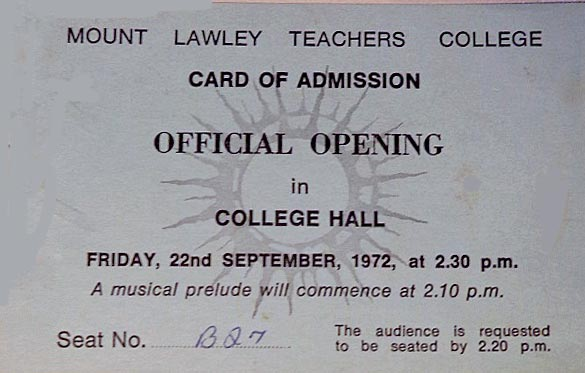 MOUNT LAWLEY TEACHERS COLLEGE
CARD OF ADMISSION
OFFICIAL OPENING
in
COLLEGE HALL
FRIDAY, 22nd SEPTEMBER, 1972, at 2.30 p.m.
A musical prelude will commence at 2.10 p.m.
Seat No. B27
The audience is requested
to be seated by 2.20 p.m.